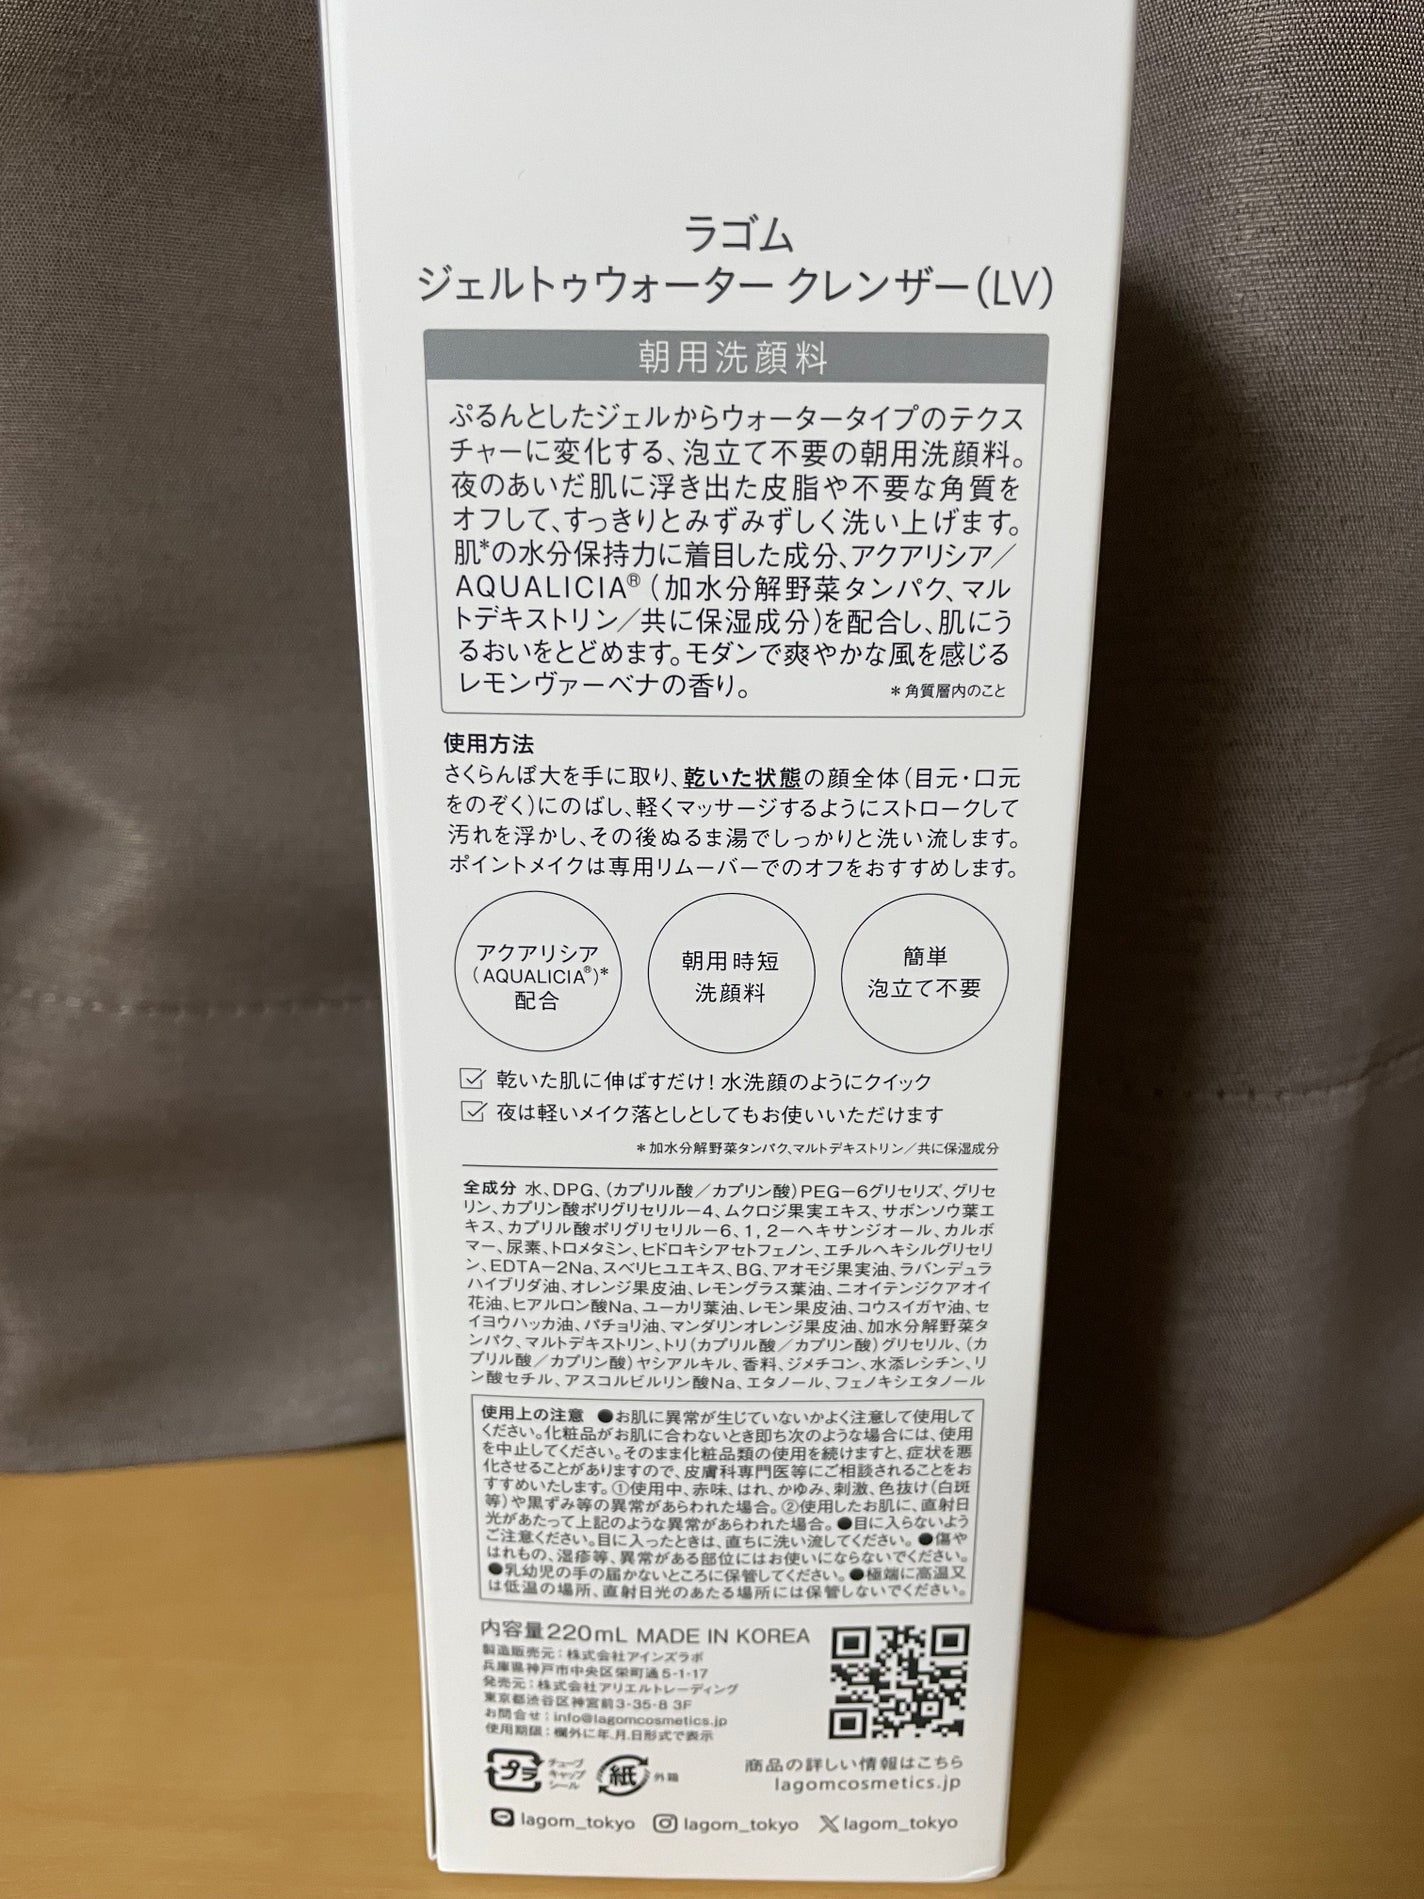 ラゴム
ジェルトゥウォーター クレンザー(LV)
朝用洗顔料
ぷるんとしたジェルからウォータータイプのテクス
チャーに変化する、泡立て不要の朝用洗顔料。
夜のあいだ肌に浮き出た皮脂や不要な角質を
オフして、すっきりとみずみずしく洗い上げます。
肌*の水分保持力に着目した成分、アクアリシア／
AQUALICIA®（加水分解野菜タンパク、マル
トデキストリン／共に保湿成分）を配合し、肌にう
るおいをとどめます。モダンで爽やかな風を感じる
レモンヴァーベナの香り。
＊角質層内のこと
使用方法
さくらんぼ大を手に取り、乾いた状態の顔全体（目元・口元
をのぞく）にのばし、軽くマッサージするようにストロークして
汚れを浮かし、その後ぬるま湯でしっかりと洗い流します。
ポイントメイクは専用リムーバーでのオフをおすすめします。
アクアリシア
（AQUALICIA®）*
配合
朝用時短
洗顔料
簡単
泡立て不要
乾いた肌に伸ばすだけ！水洗顔のようにクイック
夜は軽いメイク落としとしてもお使いいただけます
＊加水分解野菜タンパク、マルトデキストリン／共に保湿成分
全成分 水、DPG、（カプリル酸／カプリン酸）PEG－6グリセリズ、グリセ
リン、カプリン酸ポリグリセリル－4、ムクロジ果実エキス、サボンソウ葉エ
キス、カプリル酸ポリグリセリル－6、1，2－ヘキサンジオール、カルボ
マー、尿素、トロメタミン、ヒドロキシアセトフェノン、エチルヘキシルグリセリ
ン、EDTA－2Na、スベリヒユエキス、BG、アオモジ果実油、ラバンデュラ
ハイブリダ油、オレンジ果皮油、レモングラス葉油、ニオイテンジクアオイ
花油、ヒアルロン酸Na、ユーカリ葉油、レモン果皮油、コウスイガヤ油、セ
イヨウハッカ油、パチョリ油、マンダリンオレンジ果皮油、加水分解野菜タ
ンパク、マルトデキストリン、トリ（カプリル酸／カプリン酸）グリセリル、（カ
プリル酸／カプリン酸）ヤシアルキル、香料、ジメチコン、水添レシチン、リ
ン酸セチル、アスコルビルリン酸Na、エタノール、フェノキシエタノール
使用上の注意 ●お肌に異常が生じていないかよく注意して使用して
ください。化粧品がお肌に合わないとき即ち次のような場合には、使用
を中止してください。そのまま化粧品類の使用を続けますと、症状を悪
化させることがありますので、皮膚科専門医等にご相談されることをお
すすめいたします。①使用中、赤味、はれ、かゆみ、刺激、色抜け（白斑
等）や黒ずみ等の異常があらわれた場合。②使用したお肌に、直射日
光があたって上記のような異常があらわれた場合。●目に入らないよう
ご注意ください。目に入ったときは、直ちに洗い流してください。●傷や
はれもの、湿疹等、異常がある部位にはお使いにならないでください。
●乳幼児の手の届かないところに保管してください。●極端に高温又
は低温の場所、直射日光のあたる場所には保管しないでください。
内容量220mL MADE IN KOREA
製造販売元：株式会社アインズラボ
兵庫県神戸市中央区栄町通5-1-17
発売元：株式会社アリエルトレーディング
東京都渋谷区神宮前3-35-8 3F
お問合せ：info@lagomcosmetics.jp
使用期限：欄外に年.月.日形式で表示
プラ
チューブ
キャップ
シール
紙
外箱
商品の詳しい情報はこちら
lagomcosmetics.jp
lagom_tokyo
lagom_tokyo
lagom_tokyo